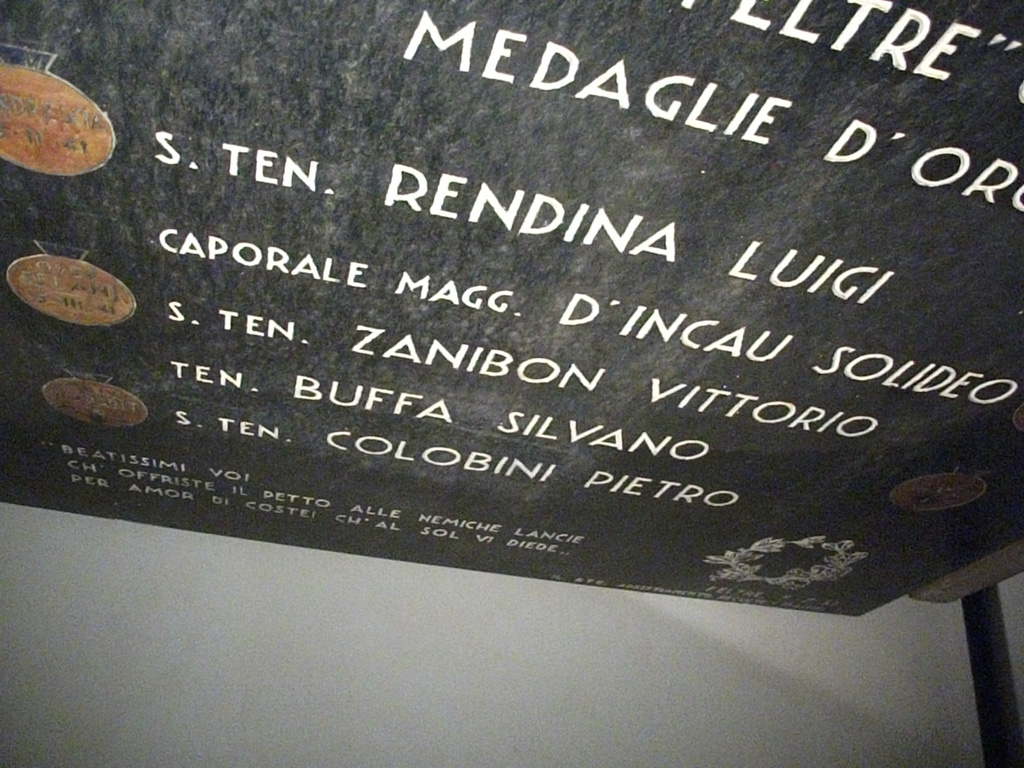 FELTRE"
MEDAGLIE D'ORO
S. TEN. RENDINA LUIGI
CAPORALE MAGG. D'INCAU SOLIDEO
S. TEN. ZANIBON VITTORIO
TEN. BUFFA SILVANO
S. TEN. COLOBINI PIETRO
"BEATISSIMI VOI
CH'OFFRISTE IL PETTO ALLE NEMICHE LANCIE
PER AMOR DI COSTEI CH'AL SOL VI DIEDE..